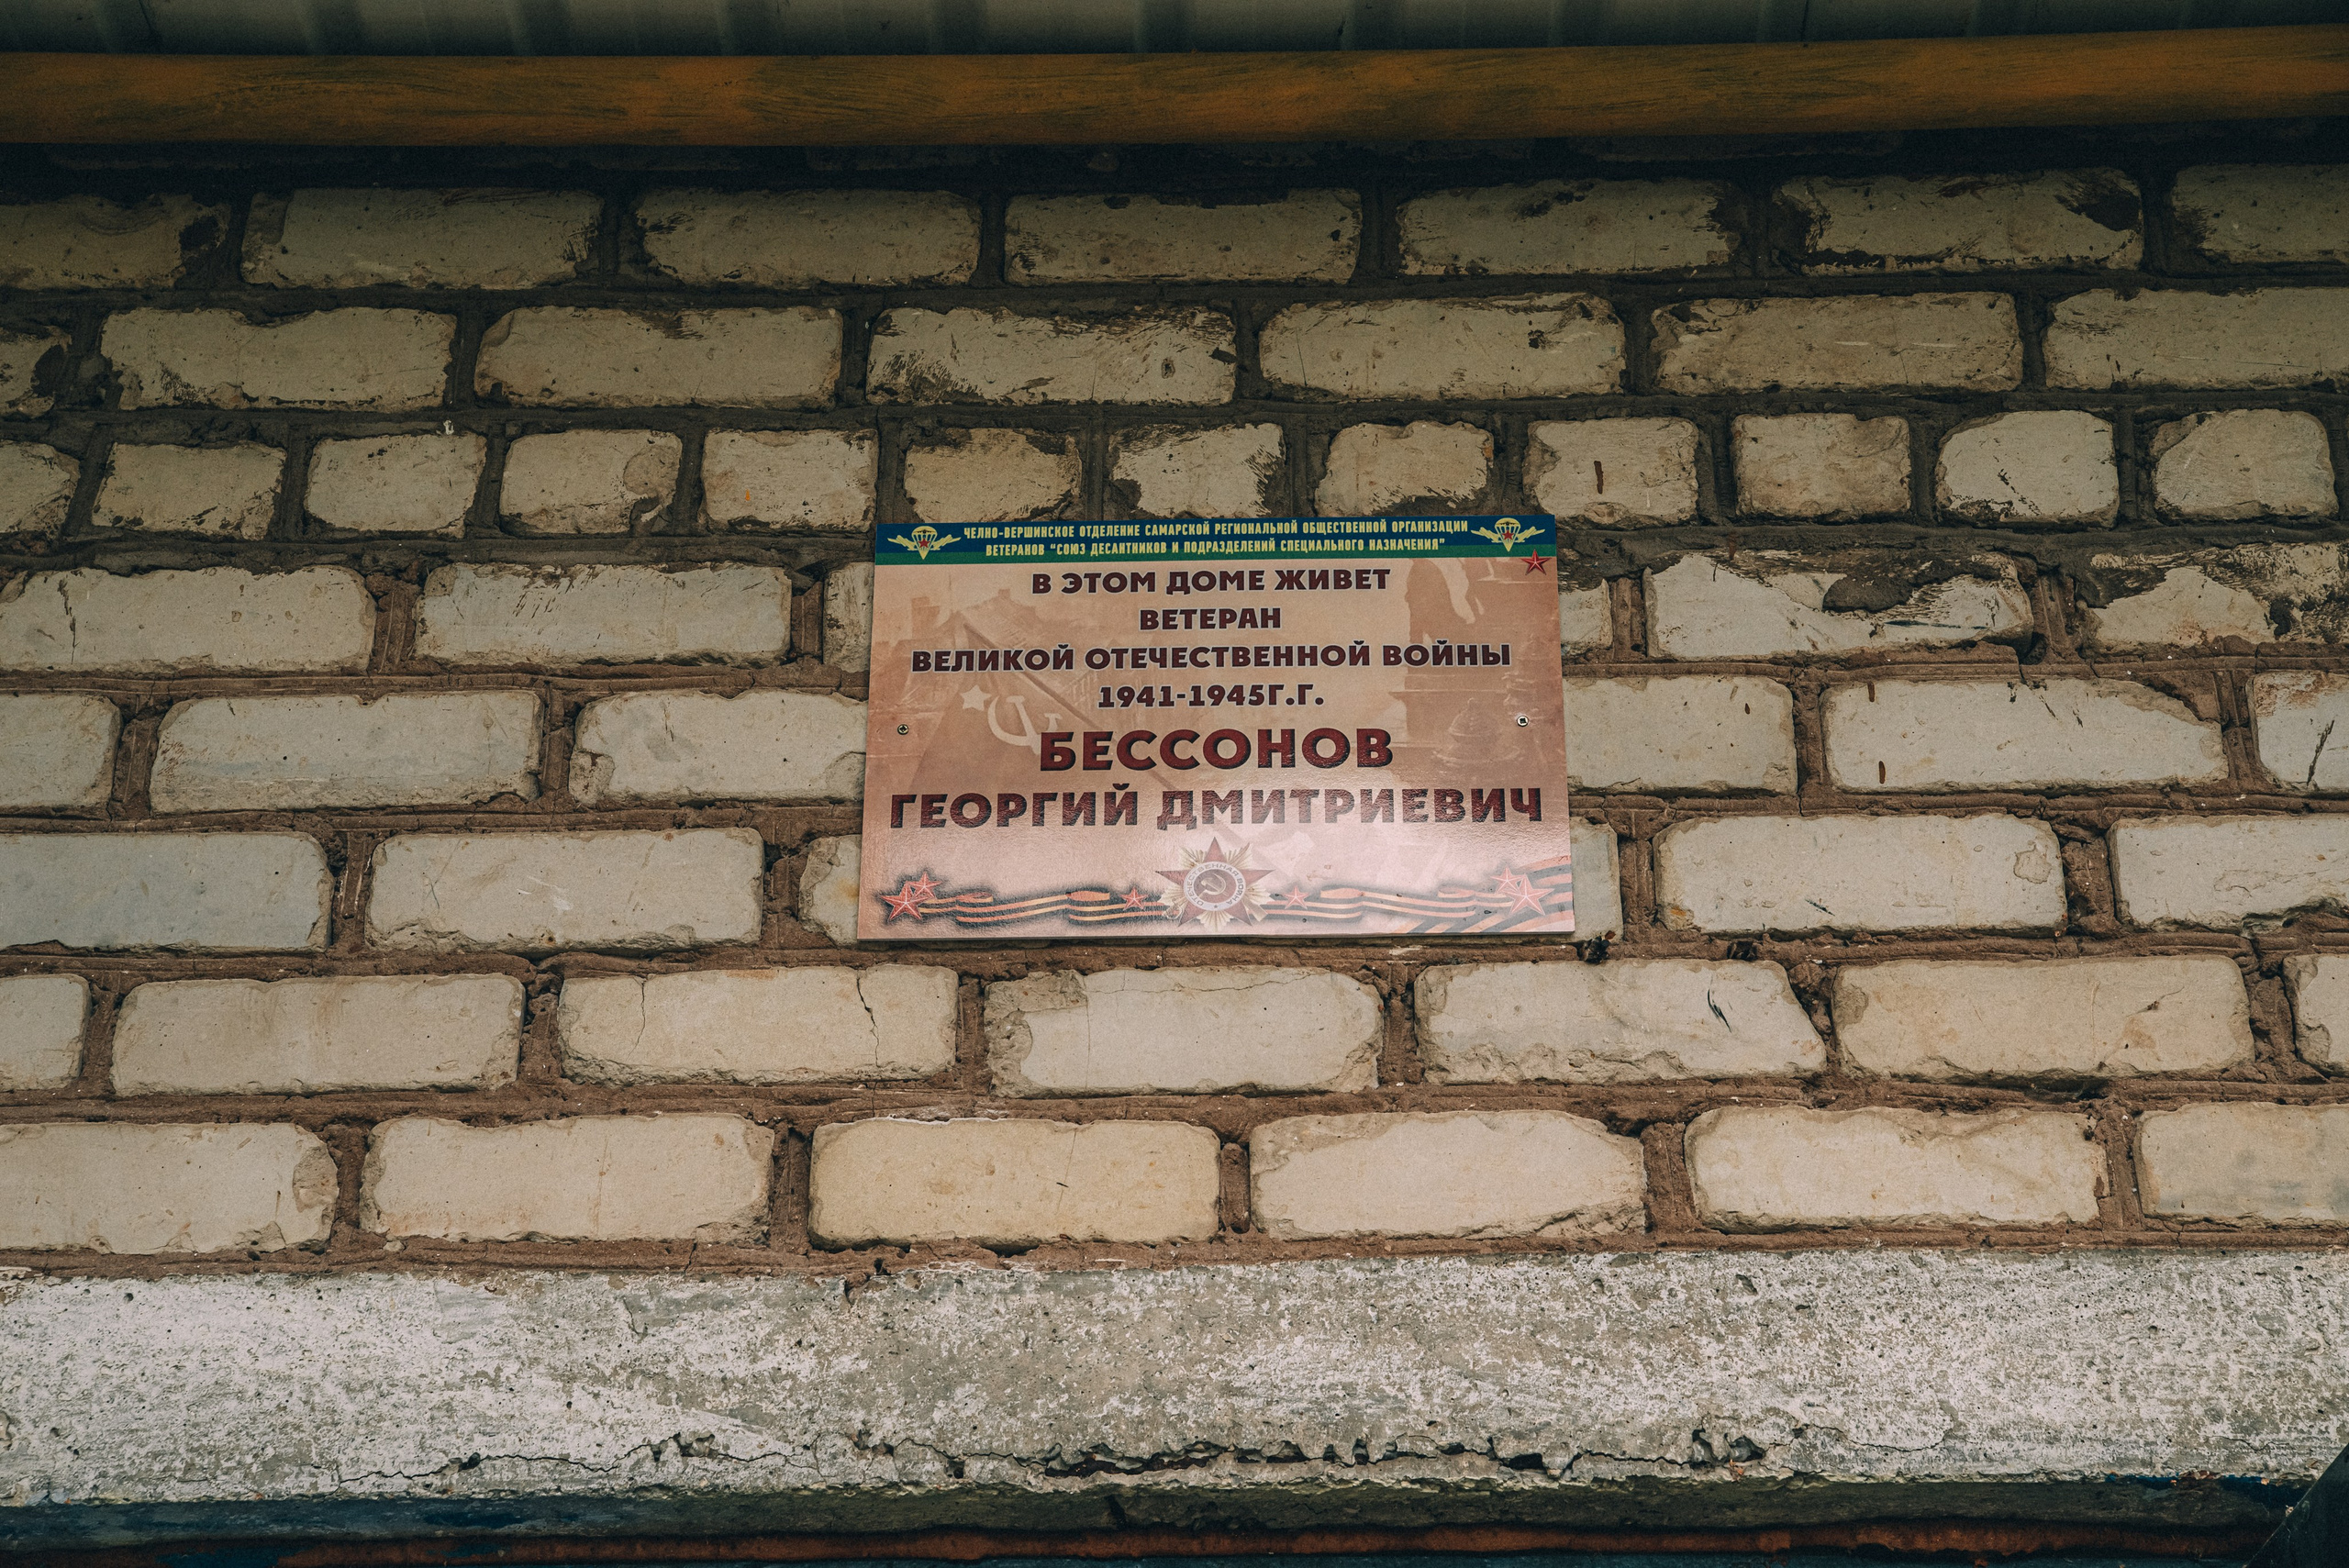 ЧЕЛНО-ВЕРШИНСКОЕ ОТДЕЛЕНИЕ САМАРСКОЙ РЕГИОНАЛЬНОЙ ОБЩЕСТВЕННОЙ ОРГАНИЗАЦИИ
ВЕТЕРАНОВ "СОЮЗ ДЕСАНТНИКОВ И ПОДРАЗДЕЛЕНИЙ СПЕЦИАЛЬНОГО НАЗНАЧЕНИЯ"
В ЭТОМ ДОМЕ ЖИВЕТ
ВЕТЕРАН
ВЕЛИКОЙ ОТЕЧЕСТВЕННОЙ ВОЙНЫ
1941-1945Г.Г.
БЕССОНОВ
ГЕОРГИЙ ДМИТРИЕВИЧ